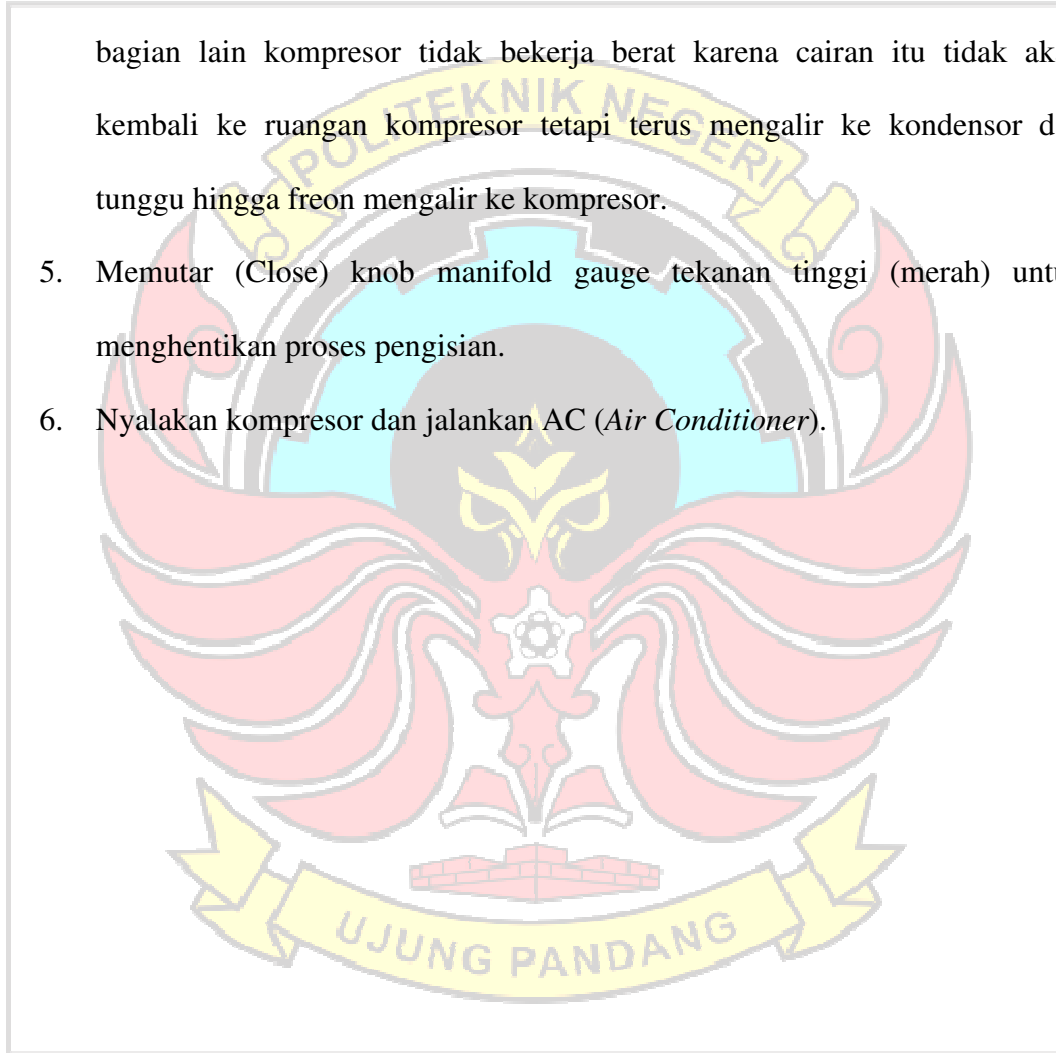 bagian lain kompresor tidak bekerja berat karena cairan itu tidak ak
kembali ke ruangan kompresor tetapi terus mengalir ke kondensor d
tunggu hingga freon mengalir ke kompresor.
5. Memutar (Close) knob manifold gauge tekanan tinggi (merah) untu
menghentikan proses pengisian.
6. Nyalakan kompresor dan jalankan AC (Air Conditioner).
POLITEKNIK NEGERI
UJUNG PANDANG